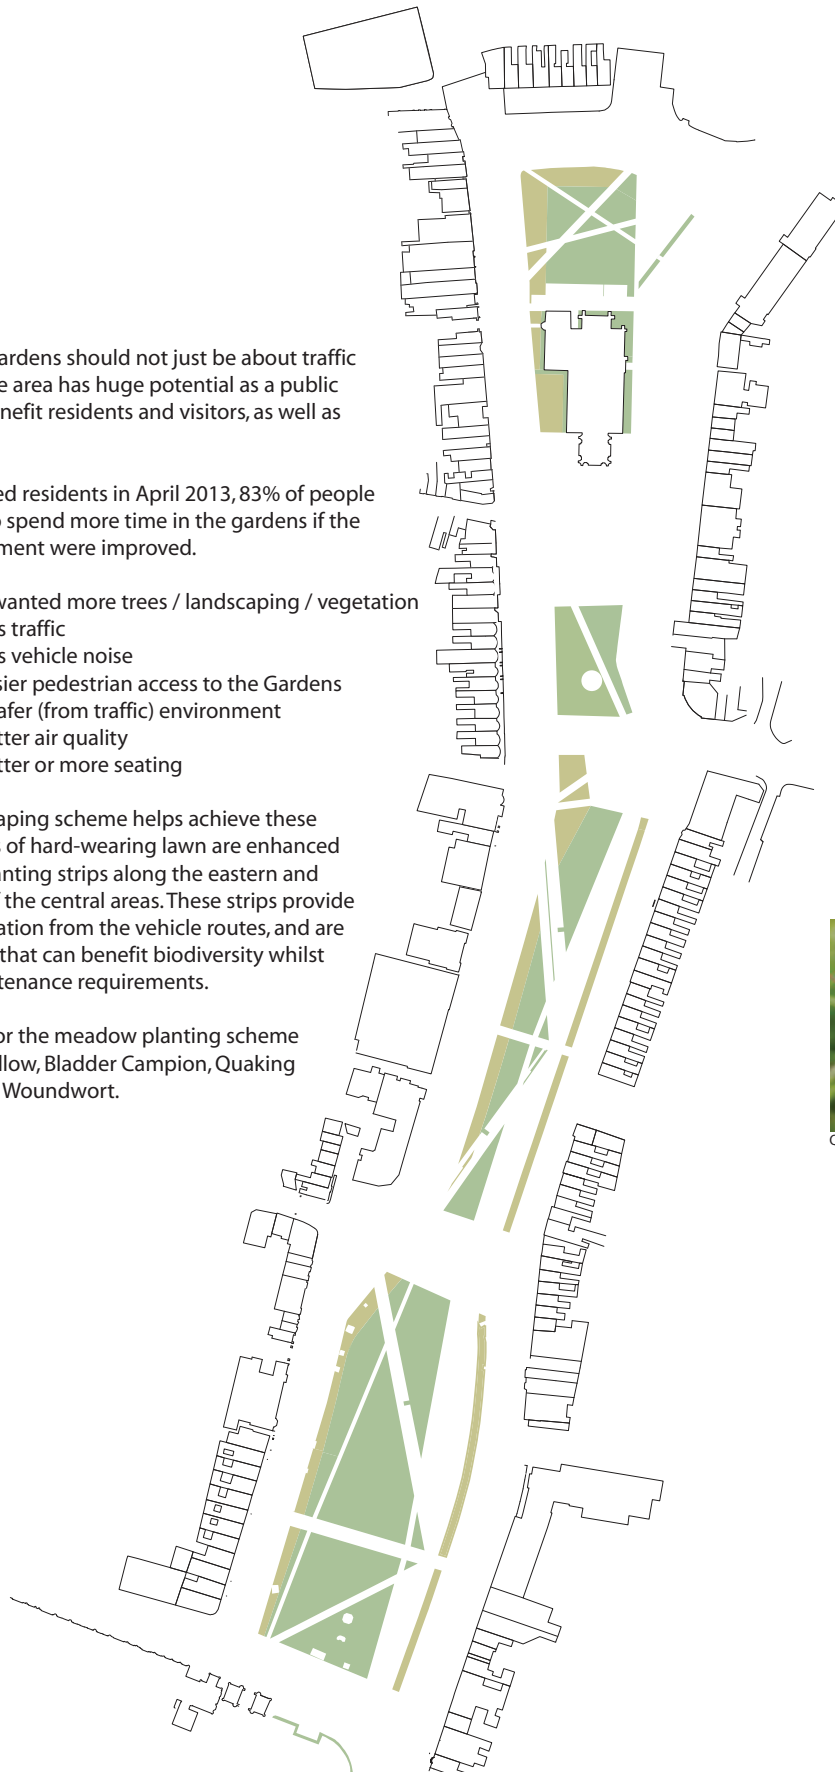 ardens should not just be about traffic
e area has huge potential as a public
nefit residents and visitors, as well as
ed residents in April 2013, 83% of people
o spend more time in the gardens if the
ment were improved.
wanted more trees / landscaping / vegetation
s traffic
s vehicle noise
sier pedestrian access to the Gardens
afer (from traffic) environment
tter air quality
tter or more seating
aping scheme helps achieve these
s of hard-wearing lawn are enhanced
anting strips along the eastern and
f the central areas. These strips provide
ation from the vehicle routes, and are
that can benefit biodiversity whilst
tenance requirements.
or the meadow planting scheme
llow, Bladder Campion, Quaking
Woundwort.